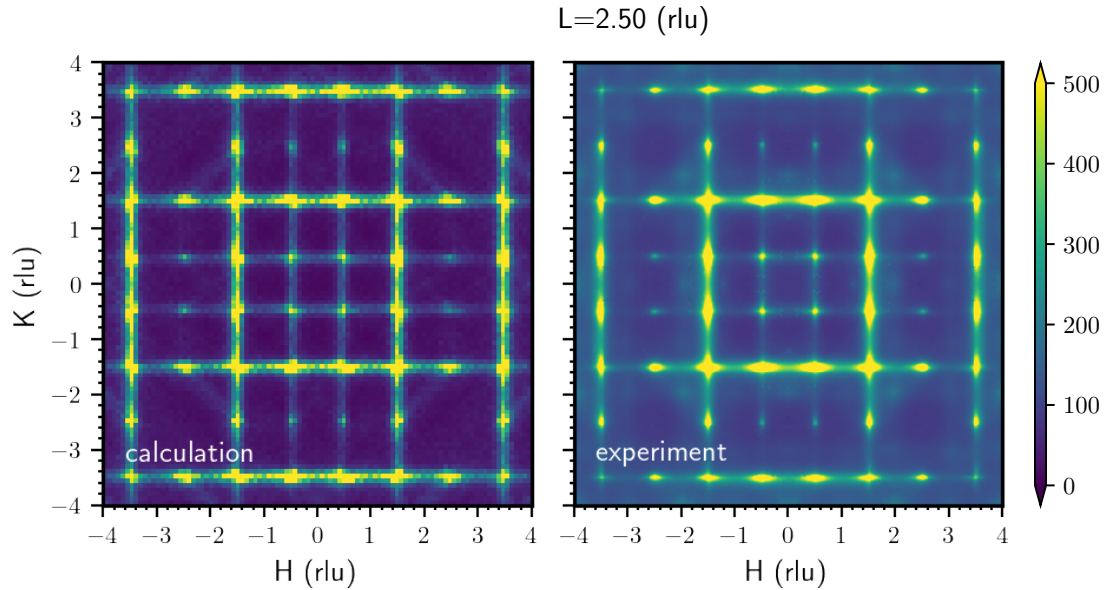 L=2.50 (rlu)
4
3
2
1
0
−1
−2
−3
−4
K (rlu)
calculation
experiment
−4 −3 −2 −1 0 1 2 3 4
H (rlu)
−4 −3 −2 −1 0 1 2 3 4
H (rlu)
500
400
300
200
100
0